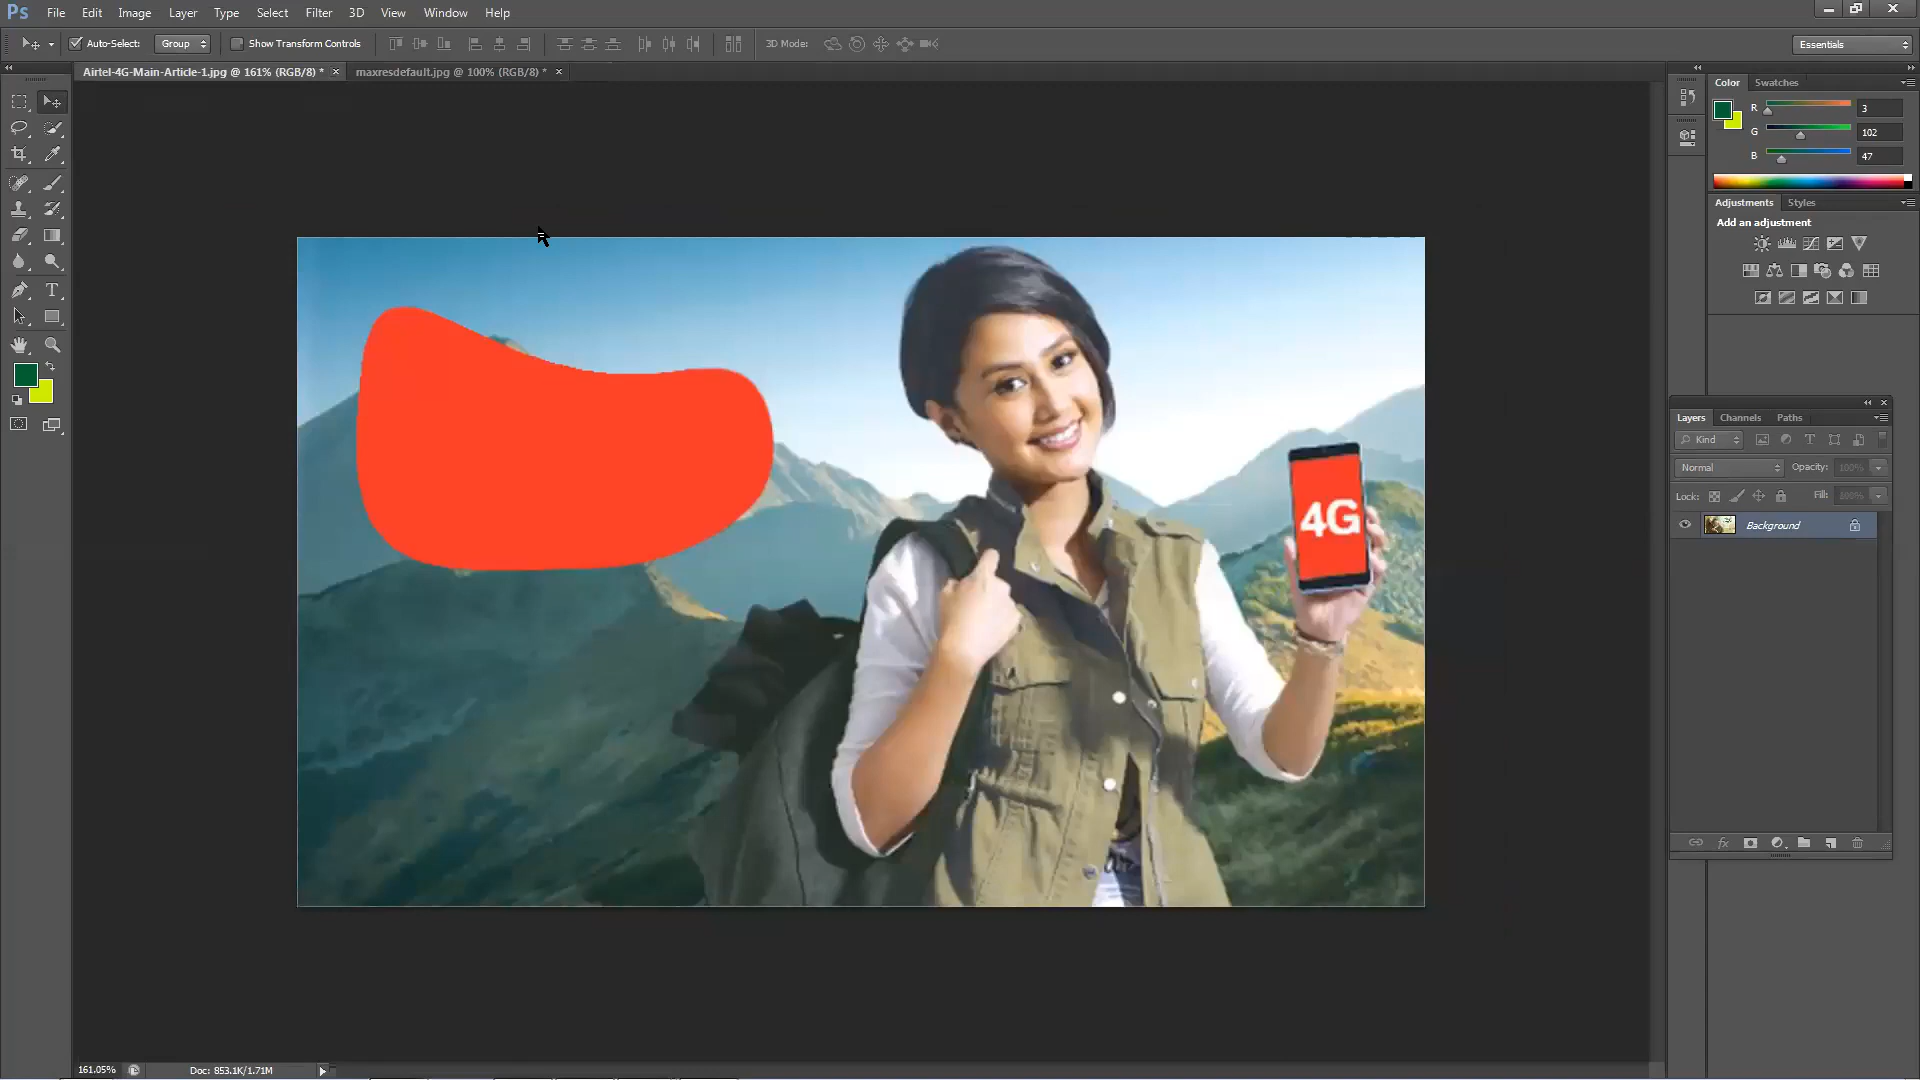 Ps File Edit Image Layer Type Select Filter 3D View Window Help
Auto-Select: Group Show Transform Controls 3D Mode: Essentials
Airtel-4G-Main-Article-1.jpg @ 161% (RGB/8) * × maxresdefault.jpg @ 100% (RGB/8) * ×
Color Swatches
R 3
G 102
B 47
Adjustments Styles
Add an adjustment
T
Layers Channels Paths
Kind T
Normal Opacity: 100%
Lock: Fill: 100%
Background
4G
fx
161.05% Doc: 853.1K/1.71M